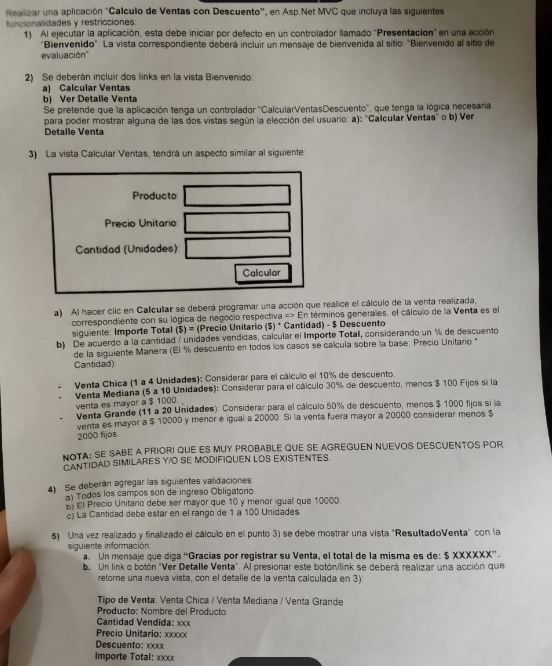 Realizar una aplicación "Calculo de Ventas con Descuento", en Asp.Net MVC que incluya las siguientes
funcionalidades y restricciones:
1) Al ejecutar la aplicación, esta debe iniciar por defecto en un controlador llamado "Presentacion" en una acción
"Bienvenido". La vista correspondiente deberá incluir un mensaje de bienvenida al sitio: "Bienvenido al sitio de
evaluación".
2) Se deberán incluir dos links en la vista Bienvenido:
a) Calcular Ventas
b) Ver Detalle Venta
Se pretende que la aplicación tenga un controlador "CalcularVentasDescuento", que tenga la lógica necesaria
para poder mostrar alguna de las dos vistas según la elección del usuario: a): "Calcular Ventas" o b) Ver
Detalle Venta
3) La vista Calcular Ventas, tendrá un aspecto similar al siguiente:
Producto:
Precio Unitario:
Cantidad (Unidades):
Calcular
a) Al hacer clic en Calcular se deberá programar una acción que realice el cálculo de la venta realizada,
correspondiente con su lógica de negocio respectiva => En términos generales, el cálculo de la Venta es el
siguiente: Importe Total ($) = (Precio Unitario ($) * Cantidad) - $ Descuento
b) De acuerdo a la cantidad / unidades vendidas, calcular el Importe Total, considerando un % de descuento
de la siguiente Manera (El % descuento en todos los casos se calcula sobre la base: Precio Unitario *
Cantidad):
- Venta Chica (1 a 4 Unidades): Considerar para el cálculo el 10% de descuento.
- Venta Mediana (5 a 10 Unidades): Considerar para el cálculo 30% de descuento, menos $ 100 Fijos si la
venta es mayor a $ 1000.
- Venta Grande (11 a 20 Unidades): Considerar para el cálculo 50% de descuento, menos $ 1000 fijos si la
venta es mayor a $ 10000 y menor e igual a 20000. Si la venta fuera mayor a 20000 considerar menos $
2000 fijos.
NOTA: SE SABE A PRIORI QUE ES MUY PROBABLE QUE SE AGREGUEN NUEVOS DESCUENTOS POR
CANTIDAD SIMILARES Y/O SE MODIFIQUEN LOS EXISTENTES.
4) Se deberán agregar las siguientes validaciones:
a) Todos los campos son de ingreso Obligatorio.
b) El Precio Unitario debe ser mayor que 10 y menor igual que 10000.
c) La Cantidad debe estar en el rango de 1 a 100 Unidades.
5) Una vez realizado y finalizado el cálculo en el punto 3) se debe mostrar una vista "ResultadoVenta" con la
siguiente información:
a. Un mensaje que diga "Gracias por registrar su Venta, el total de la misma es de: $ XXXXXX".
b. Un link o botón "Ver Detalle Venta". Al presionar este botón/link se deberá realizar una acción que
retorne una nueva vista, con el detalle de la venta calculada en 3):
Tipo de Venta: Venta Chica / Venta Mediana / Venta Grande
Producto: Nombre del Producto
Cantidad Vendida: xxx
Precio Unitario: xxxxx
Descuento: xxxx
Importe Total: xxxx